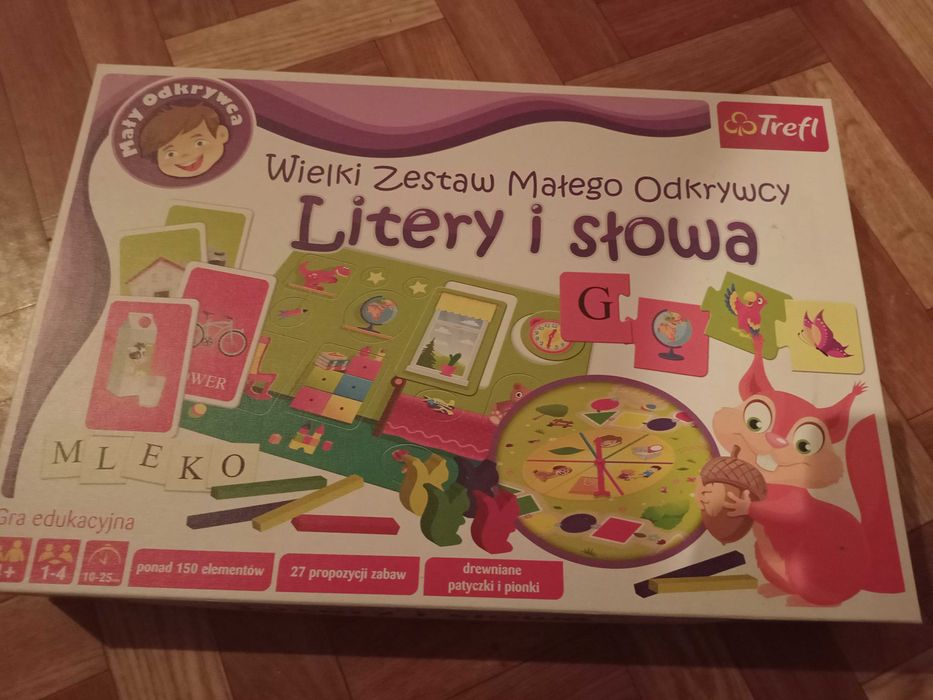 Mały Odkrywca
Trefl
Wielki Zestaw Małego Odkrywcy
Litery i słowa
G
OWER
M L E K O
Gra edukacyjna
1-4
10-25
ponad 150 elementów
27 propozycji zabaw
drewniane
patyczki i pionki